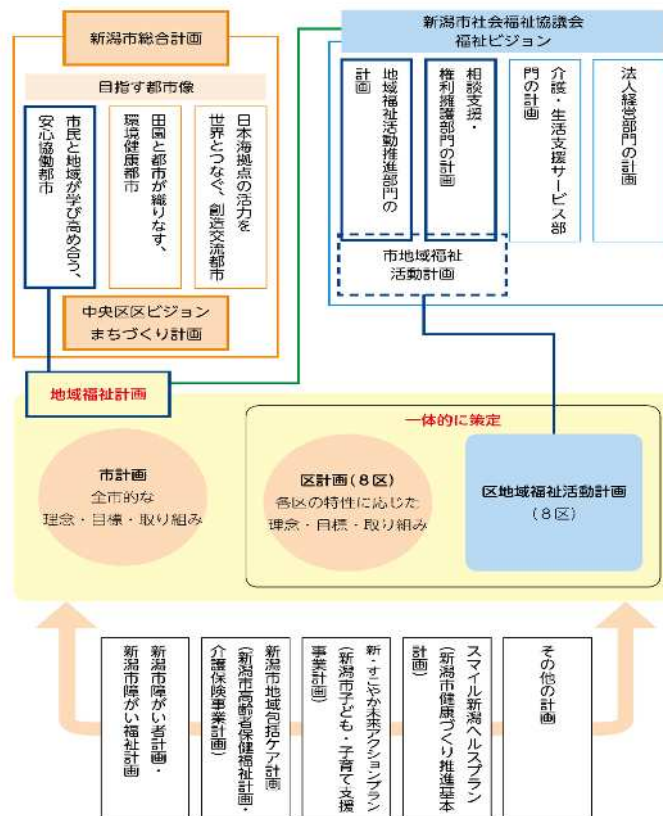 新潟市総合計画
目指す都市像
市民と地域が学び高め合う、
安心協働都市
田園と都市が織りなす、
環境健康都市
日本海拠点の活力を
世界とつなぐ、創造交流都市
中央区区ビジョン
まちづくり計画
新潟市社会福祉協議会
福祉ビジョン
地域福祉活動推進部門の
計画
相談支援・
権利擁護部門の計画
介護・生活支援サービス部
門の計画
法人経営部門の計画
市地域福祉
活動計画
地域福祉計画
一体的に策定
市計画
全市的な
理念・目標・取り組み
区計画(8区)
各区の特性に応じた
理念・目標・取り組み
区地域福祉活動計画
(8区)
新潟市障がい者計画・
新潟市障がい福祉計画
新潟市地域包括ケア計画
(新潟市高齢者保健福祉計画・
介護保険事業計画)
新・すこやか未来アクションプラン
(新潟市子ども・子育て支援
事業計画)
スマイル新潟ヘルスプラン
(新潟市健康づくり推進基本
計画)
その他の計画